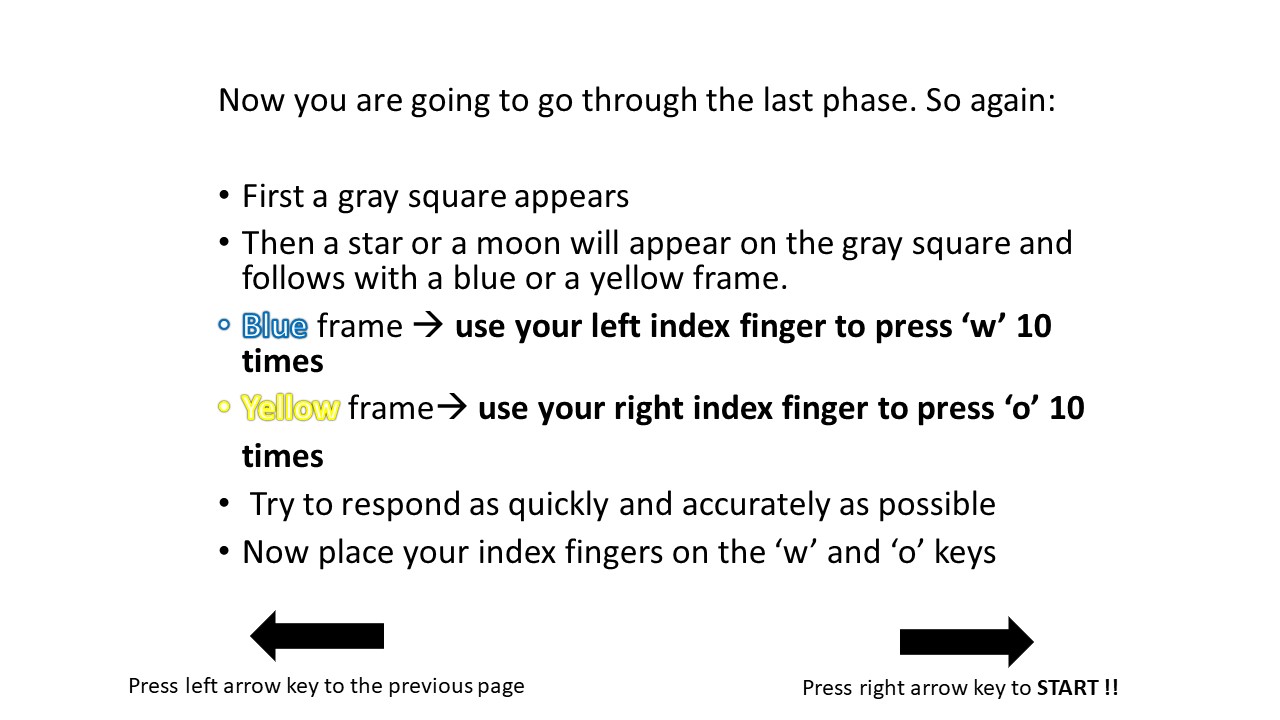 Now you are going to go through the last phase. So again:
• First a gray square appears
• Then a star or a moon will appear on the gray square and
follows with a blue or a yellow frame.
• Blue frame → use your left index finger to press ‘w’ 10
times
• Yellow frame→ use your right index finger to press ‘o’ 10
times
• Try to respond as quickly and accurately as possible
• Now place your index fingers on the ‘w’ and ‘o’ keys
Press left arrow key to the previous page
Press right arrow key to START !!